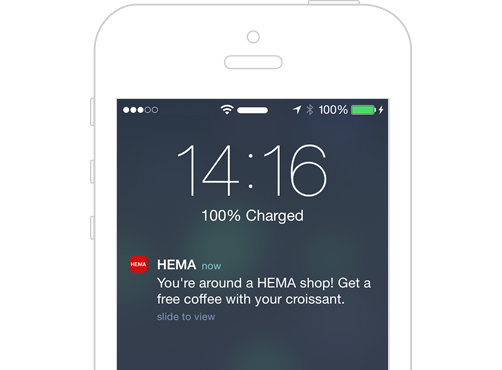 100%
14:16
100% Charged
HEMA
HEMA now
You're around a HEMA shop! Get a
free coffee with your croissant.
slide to view